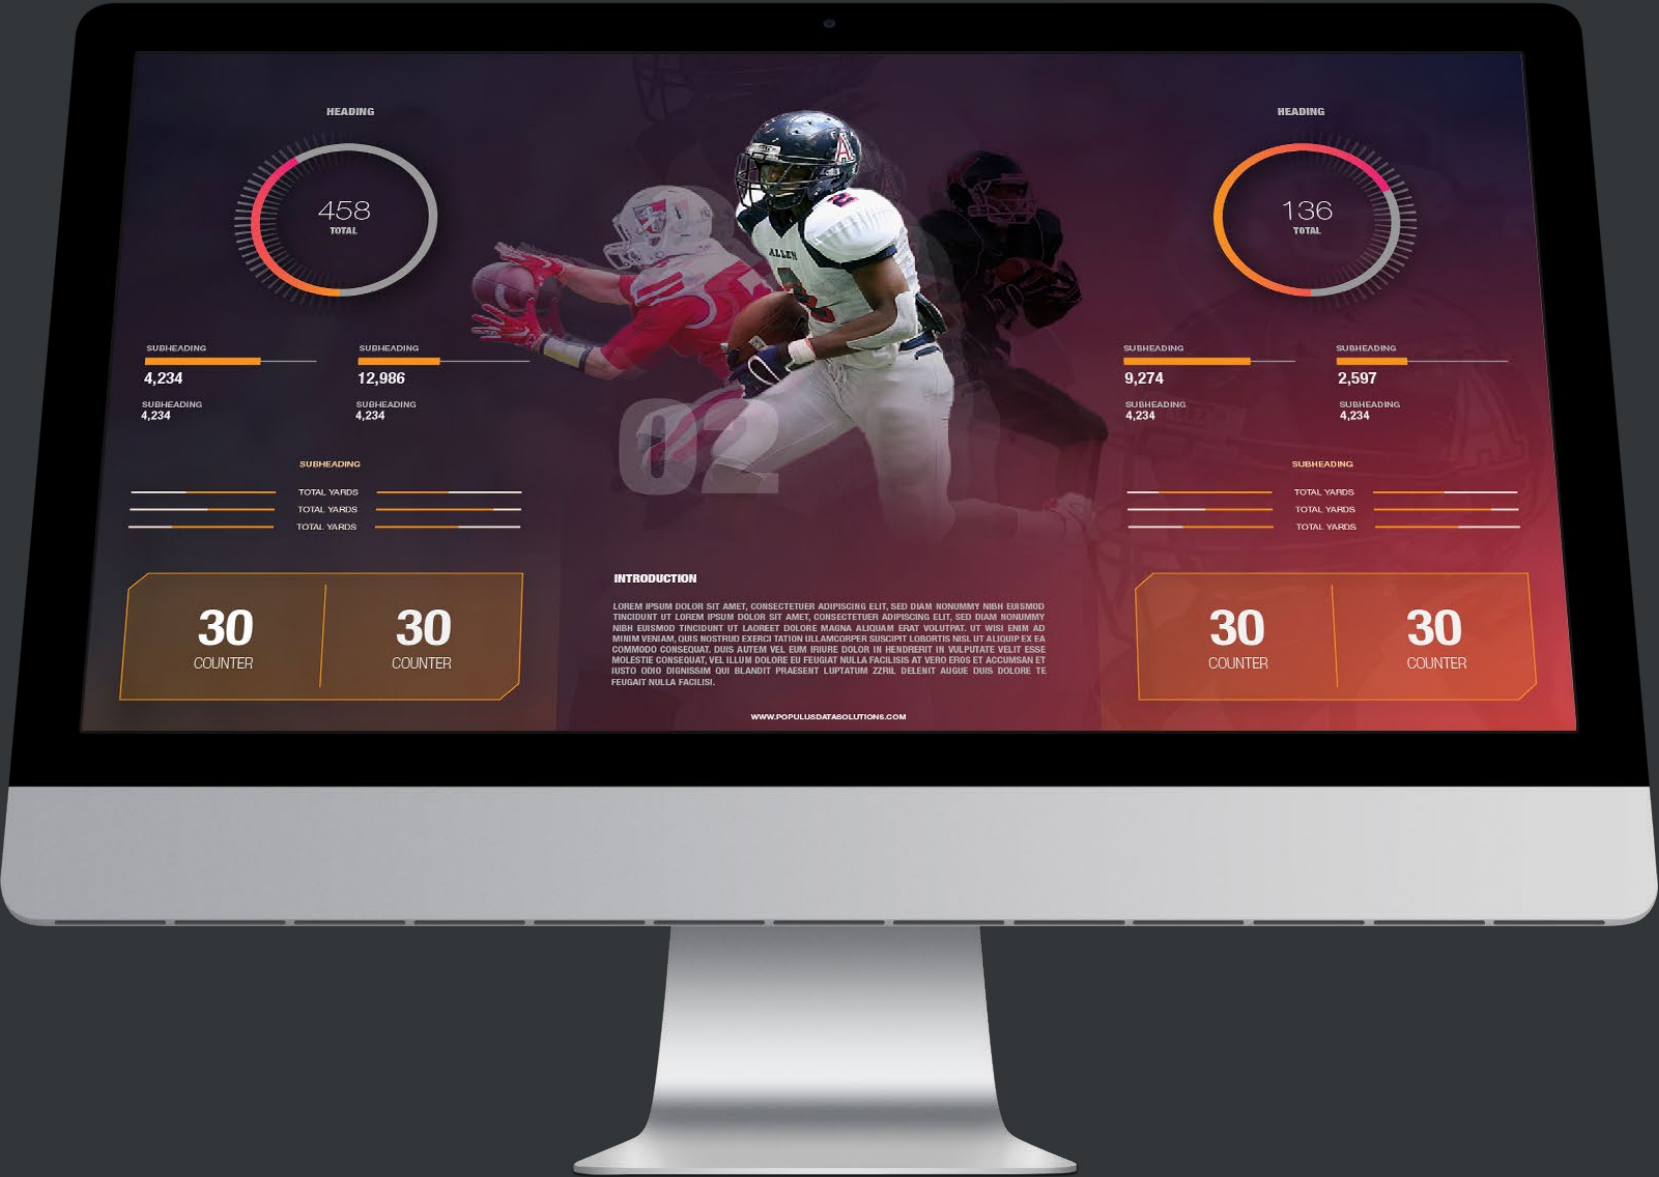 HEADING
458
TOTAL
SUBHEADING
4,234
SUBHEADING
4,234
SUBHEADING
12,986
SUBHEADING
4,234
SUBHEADING
TOTAL YARDS
TOTAL YARDS
TOTAL YARDS
30
COUNTER
30
COUNTER
A
2
ALLEN
2
02
INTRODUCTION
LOREM IPSUM DOLOR SIT AMET, CONSECTETUER ADIPISCING ELIT, SED DIAM NONUMMY NIBH EUISMOD
TINCIDUNT UT LOREM IPSUM DOLOR SIT AMET, CONSECTETUER ADIPISCING ELIT, SED DIAM NONUMMY
NIBH EUISMOD TINCIDUNT UT LAOREET DOLORE MAGNA ALIQUAM ERAT VOLUTPAT. UT WISI ENIM AD
MINIM VENIAM, QUIS NOSTRUD EXERCI TATION ULLAMCORPER SUSCIPIT LOBORTIS NISL UT ALIQUIP EX EA
COMMODO CONSEQUAT. DUIS AUTEM VEL EUM IRIURE DOLOR IN HENDRERIT IN VULPUTATE VELIT ESSE
MOLESTIE CONSEQUAT, VEL ILLUM DOLORE EU FEUGIAT NULLA FACILISIS AT VERO EROS ET ACCUMSAN ET
IUSTO ODIO DIGNISSIM QUI BLANDIT PRAESENT LUPTATUM ZZRIL DELENIT AUGUE DUIS DOLORE TE
FEUGAIT NULLA FACILISI.
WWW.POPULUSDATASOLUTIONS.COM
HEADING
136
TOTAL
SUBHEADING
9,274
SUBHEADING
4,234
SUBHEADING
2,597
SUBHEADING
4,234
SUBHEADING
TOTAL YARDS
TOTAL YARDS
TOTAL YARDS
30
COUNTER
30
COUNTER